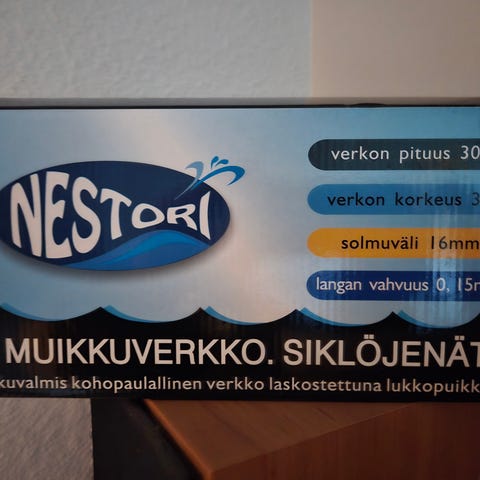 NESTORI
verkon pituus 30
verkon korkeus 3
solmuväli 16mm
langan vahvuus 0, 15m
MUIKKUVERKKO. SIKLÖJENÄT
kuvalmis kohopaulallinen verkko laskostettuna lukkopuikk